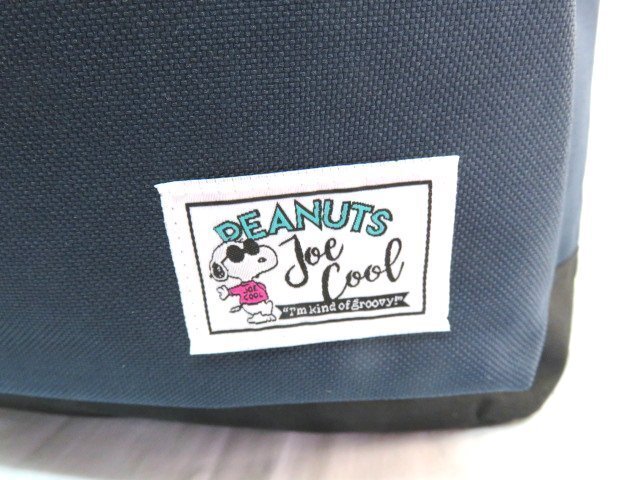 PEANUTS
Joe
Cool
JOE
COOL
"I'm kind of groovy!"